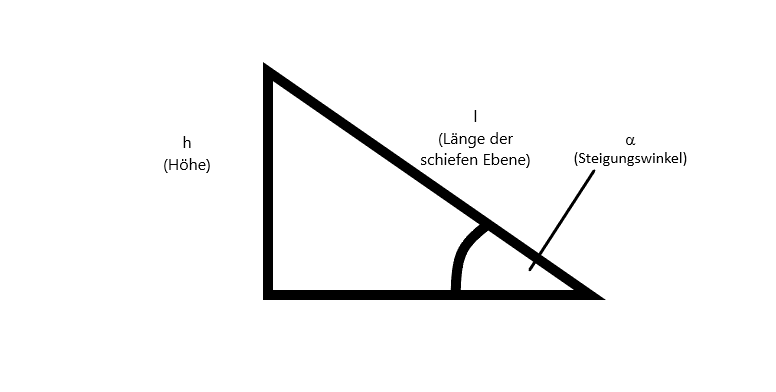 h
(Höhe)
l
(Länge der
schiefen Ebene)
α
(Steigungswinkel)